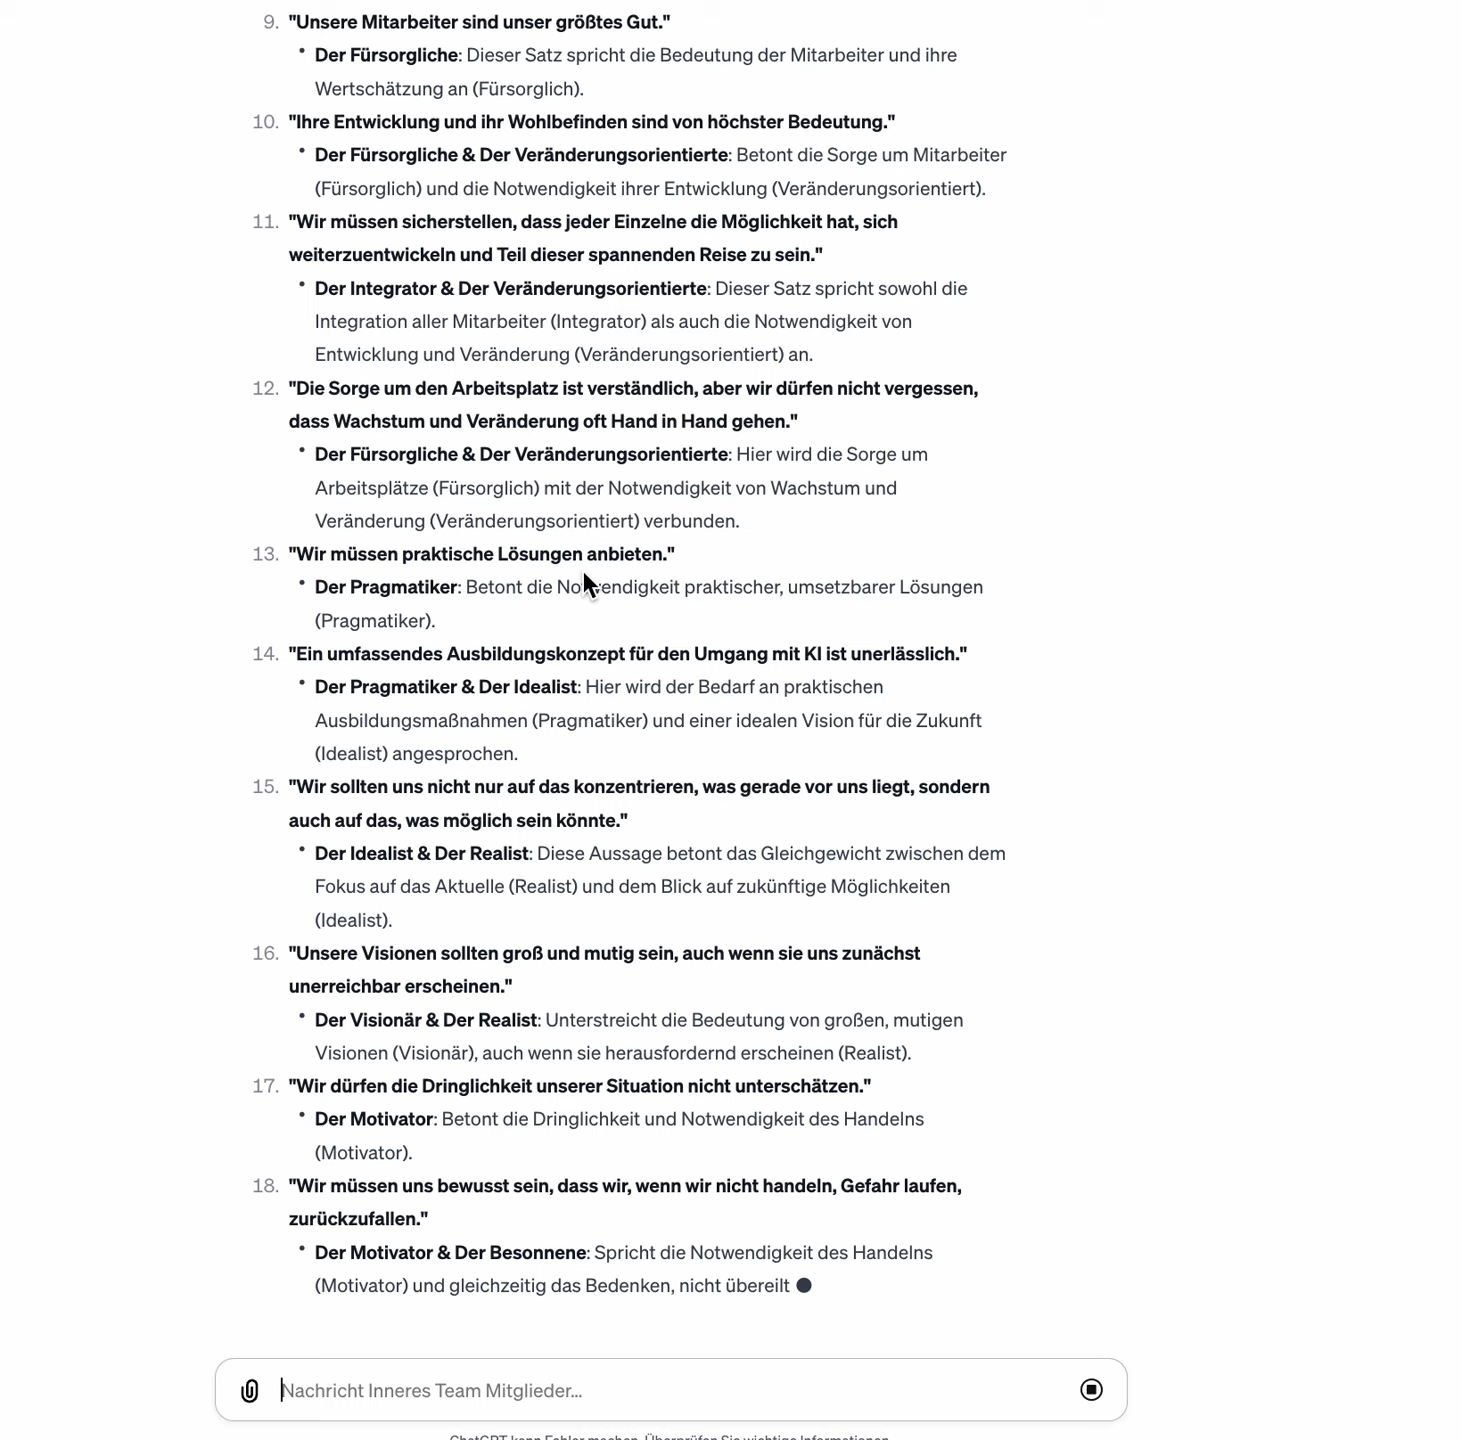 9. "Unsere Mitarbeiter sind unser größtes Gut."
• Der Fürsorgliche: Dieser Satz spricht die Bedeutung der Mitarbeiter und ihre
Wertschätzung an (Fürsorglich).
10. "Ihre Entwicklung und ihr Wohlbefinden sind von höchster Bedeutung."
• Der Fürsorgliche & Der Veränderungsorientierte: Betont die Sorge um Mitarbeiter
(Fürsorglich) und die Notwendigkeit ihrer Entwicklung (Veränderungsorientiert).
11. "Wir müssen sicherstellen, dass jeder Einzelne die Möglichkeit hat, sich
weiterzuentwickeln und Teil dieser spannenden Reise zu sein."
• Der Integrator & Der Veränderungsorientierte: Dieser Satz spricht sowohl die
Integration aller Mitarbeiter (Integrator) als auch die Notwendigkeit von
Entwicklung und Veränderung (Veränderungsorientiert) an.
12. "Die Sorge um den Arbeitsplatz ist verständlich, aber wir dürfen nicht vergessen,
dass Wachstum und Veränderung oft Hand in Hand gehen."
• Der Fürsorgliche & Der Veränderungsorientierte: Hier wird die Sorge um
Arbeitsplätze (Fürsorglich) mit der Notwendigkeit von Wachstum und
Veränderung (Veränderungsorientiert) verbunden.
13. "Wir müssen praktische Lösungen anbieten."
• Der Pragmatiker: Betont die Notwendigkeit praktischer, umsetzbarer Lösungen
(Pragmatiker).
14. "Ein umfassendes Ausbildungskonzept für den Umgang mit KI ist unerlässlich."
• Der Pragmatiker & Der Idealist: Hier wird der Bedarf an praktischen
Ausbildungsmaßnahmen (Pragmatiker) und einer idealen Vision für die Zukunft
(Idealist) angesprochen.
15. "Wir sollten uns nicht nur auf das konzentrieren, was gerade vor uns liegt, sondern
auch auf das, was möglich sein könnte."
• Der Idealist & Der Realist: Diese Aussage betont das Gleichgewicht zwischen dem
Fokus auf das Aktuelle (Realist) und dem Blick auf zukünftige Möglichkeiten
(Idealist).
16. "Unsere Visionen sollten groß und mutig sein, auch wenn sie uns zunächst
unerreichbar erscheinen."
• Der Visionär & Der Realist: Unterstreicht die Bedeutung von großen, mutigen
Visionen (Visionär), auch wenn sie herausfordernd erscheinen (Realist).
17. "Wir dürfen die Dringlichkeit unserer Situation nicht unterschätzen."
• Der Motivator: Betont die Dringlichkeit und Notwendigkeit des Handelns
(Motivator).
18. "Wir müssen uns bewusst sein, dass wir, wenn wir nicht handeln, Gefahr laufen,
zurückzufallen."
• Der Motivator & Der Besonnene: Spricht die Notwendigkeit des Handelns
(Motivator) und gleichzeitig das Bedenken, nicht übereilt
Nachricht Inneres Team Mitglieder…
ChatGPT kann Fehler machen. Überprüfen Sie wichtige Informationen.